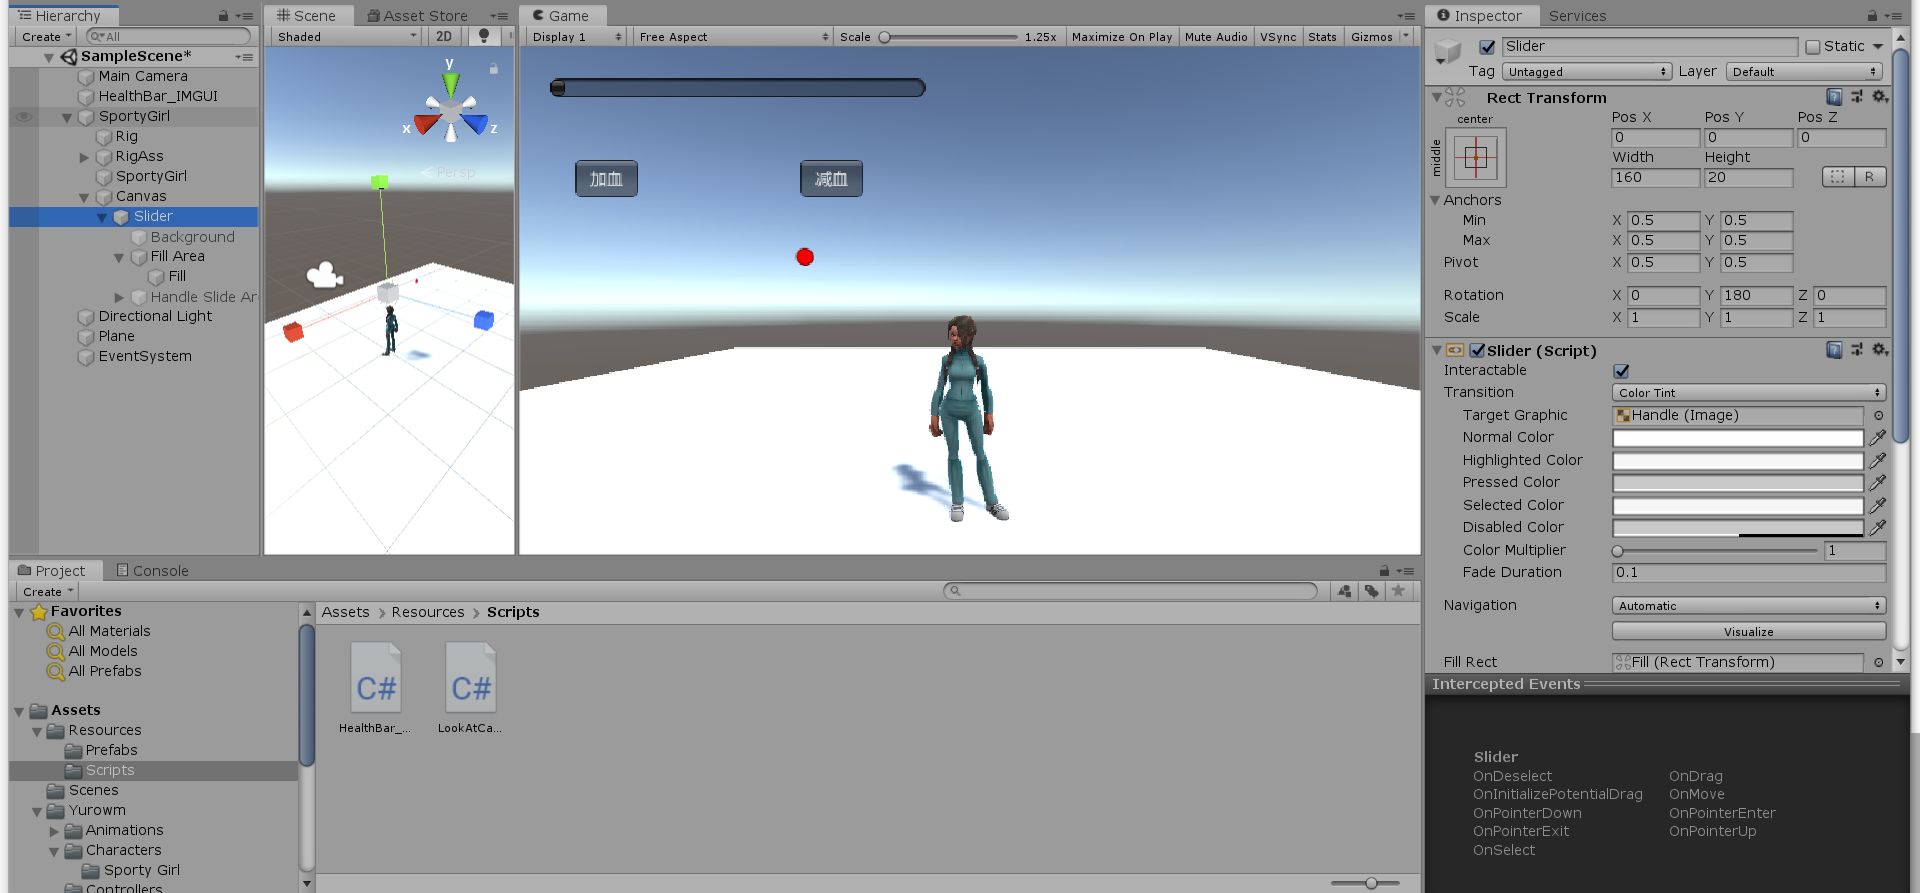 Hierarchy
Create
All
SampleScene*
Main Camera
HealthBar_IMGUI
SportyGirl
Rig
RigAss
SportyGirl
Canvas
Slider
Background
Fill Area
Fill
Handle Slide Ar
Directional Light
Plane
EventSystem
Scene Asset Store
Shaded 2D
y
x z
Persp
Game
Display 1 Free Aspect Scale 1.25x Maximize On Play Mute Audio VSync Stats Gizmos
加血 减血
Inspector Services
Slider Static
Tag Untagged Layer Default
Rect Transform
center
middle
Pos X Pos Y Pos Z
0 0 0
Width Height
160 20 R
Anchors
Min X 0.5 Y 0.5
Max X 0.5 Y 0.5
Pivot X 0.5 Y 0.5
Rotation X 0 Y 180 Z 0
Scale X 1 Y 1 Z 1
Slider (Script)
Interactable
Transition Color Tint
Target Graphic Handle (Image)
Normal Color
Highlighted Color
Pressed Color
Selected Color
Disabled Color
Color Multiplier 1
Fade Duration 0.1
Navigation Automatic
Visualize
Fill Rect Fill (Rect Transform)
Intercepted Events
Slider
OnDeselect OnDrag
OnInitializePotentialDrag OnMove
OnPointerDown OnPointerEnter
OnPointerExit OnPointerUp
OnSelect
Project Console
Create
Favorites
All Materials
All Models
All Prefabs
Assets
Resources
Prefabs
Scripts
Scenes
Yurowm
Animations
Characters
Sporty Girl
Controllers
Assets Resources Scripts
C# C#
HealthBar_... LookAtCa...